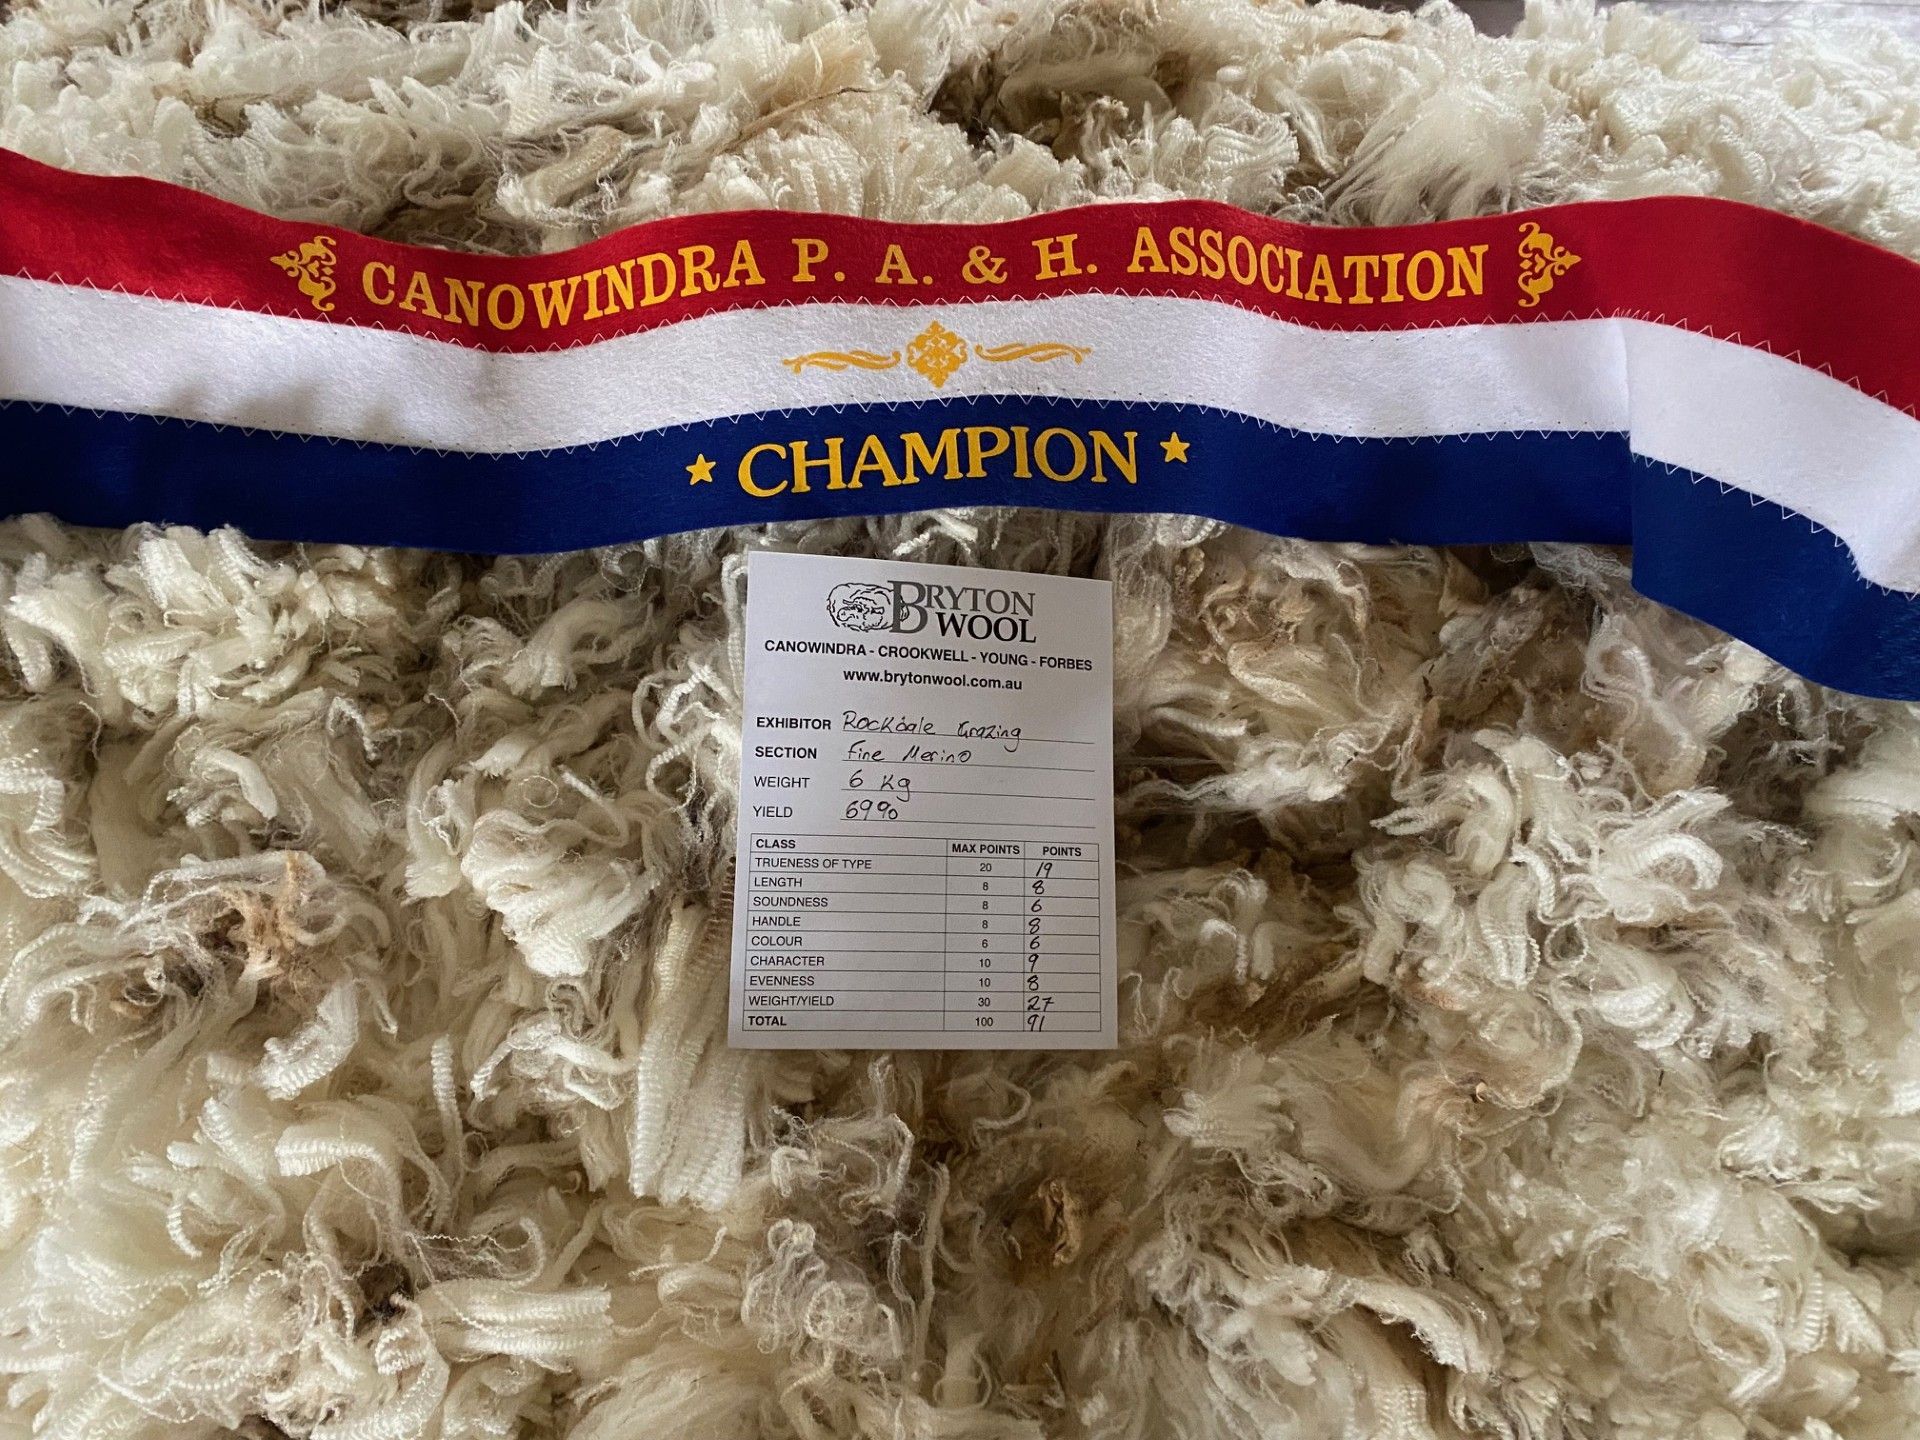 CANOWINDRA P. A. & H. ASSOCIATION
CHAMPION
BRYTON
WOOL
CANOWINDRA - CROOKWELL - YOUNG - FORBES
www.brytonwool.com.au
EXHIBITOR Rockdale Grazing
SECTION Fine Merino
WEIGHT 6 Kg
YIELD 69%
CLASS MAX POINTS POINTS
TRUENESS OF TYPE 20 19
LENGTH 8 8
SOUNDNESS 8 6
HANDLE 8 8
COLOUR 6 6
CHARACTER 10 9
EVENNESS 10 8
WEIGHT/YIELD 30 27
TOTAL 100 91